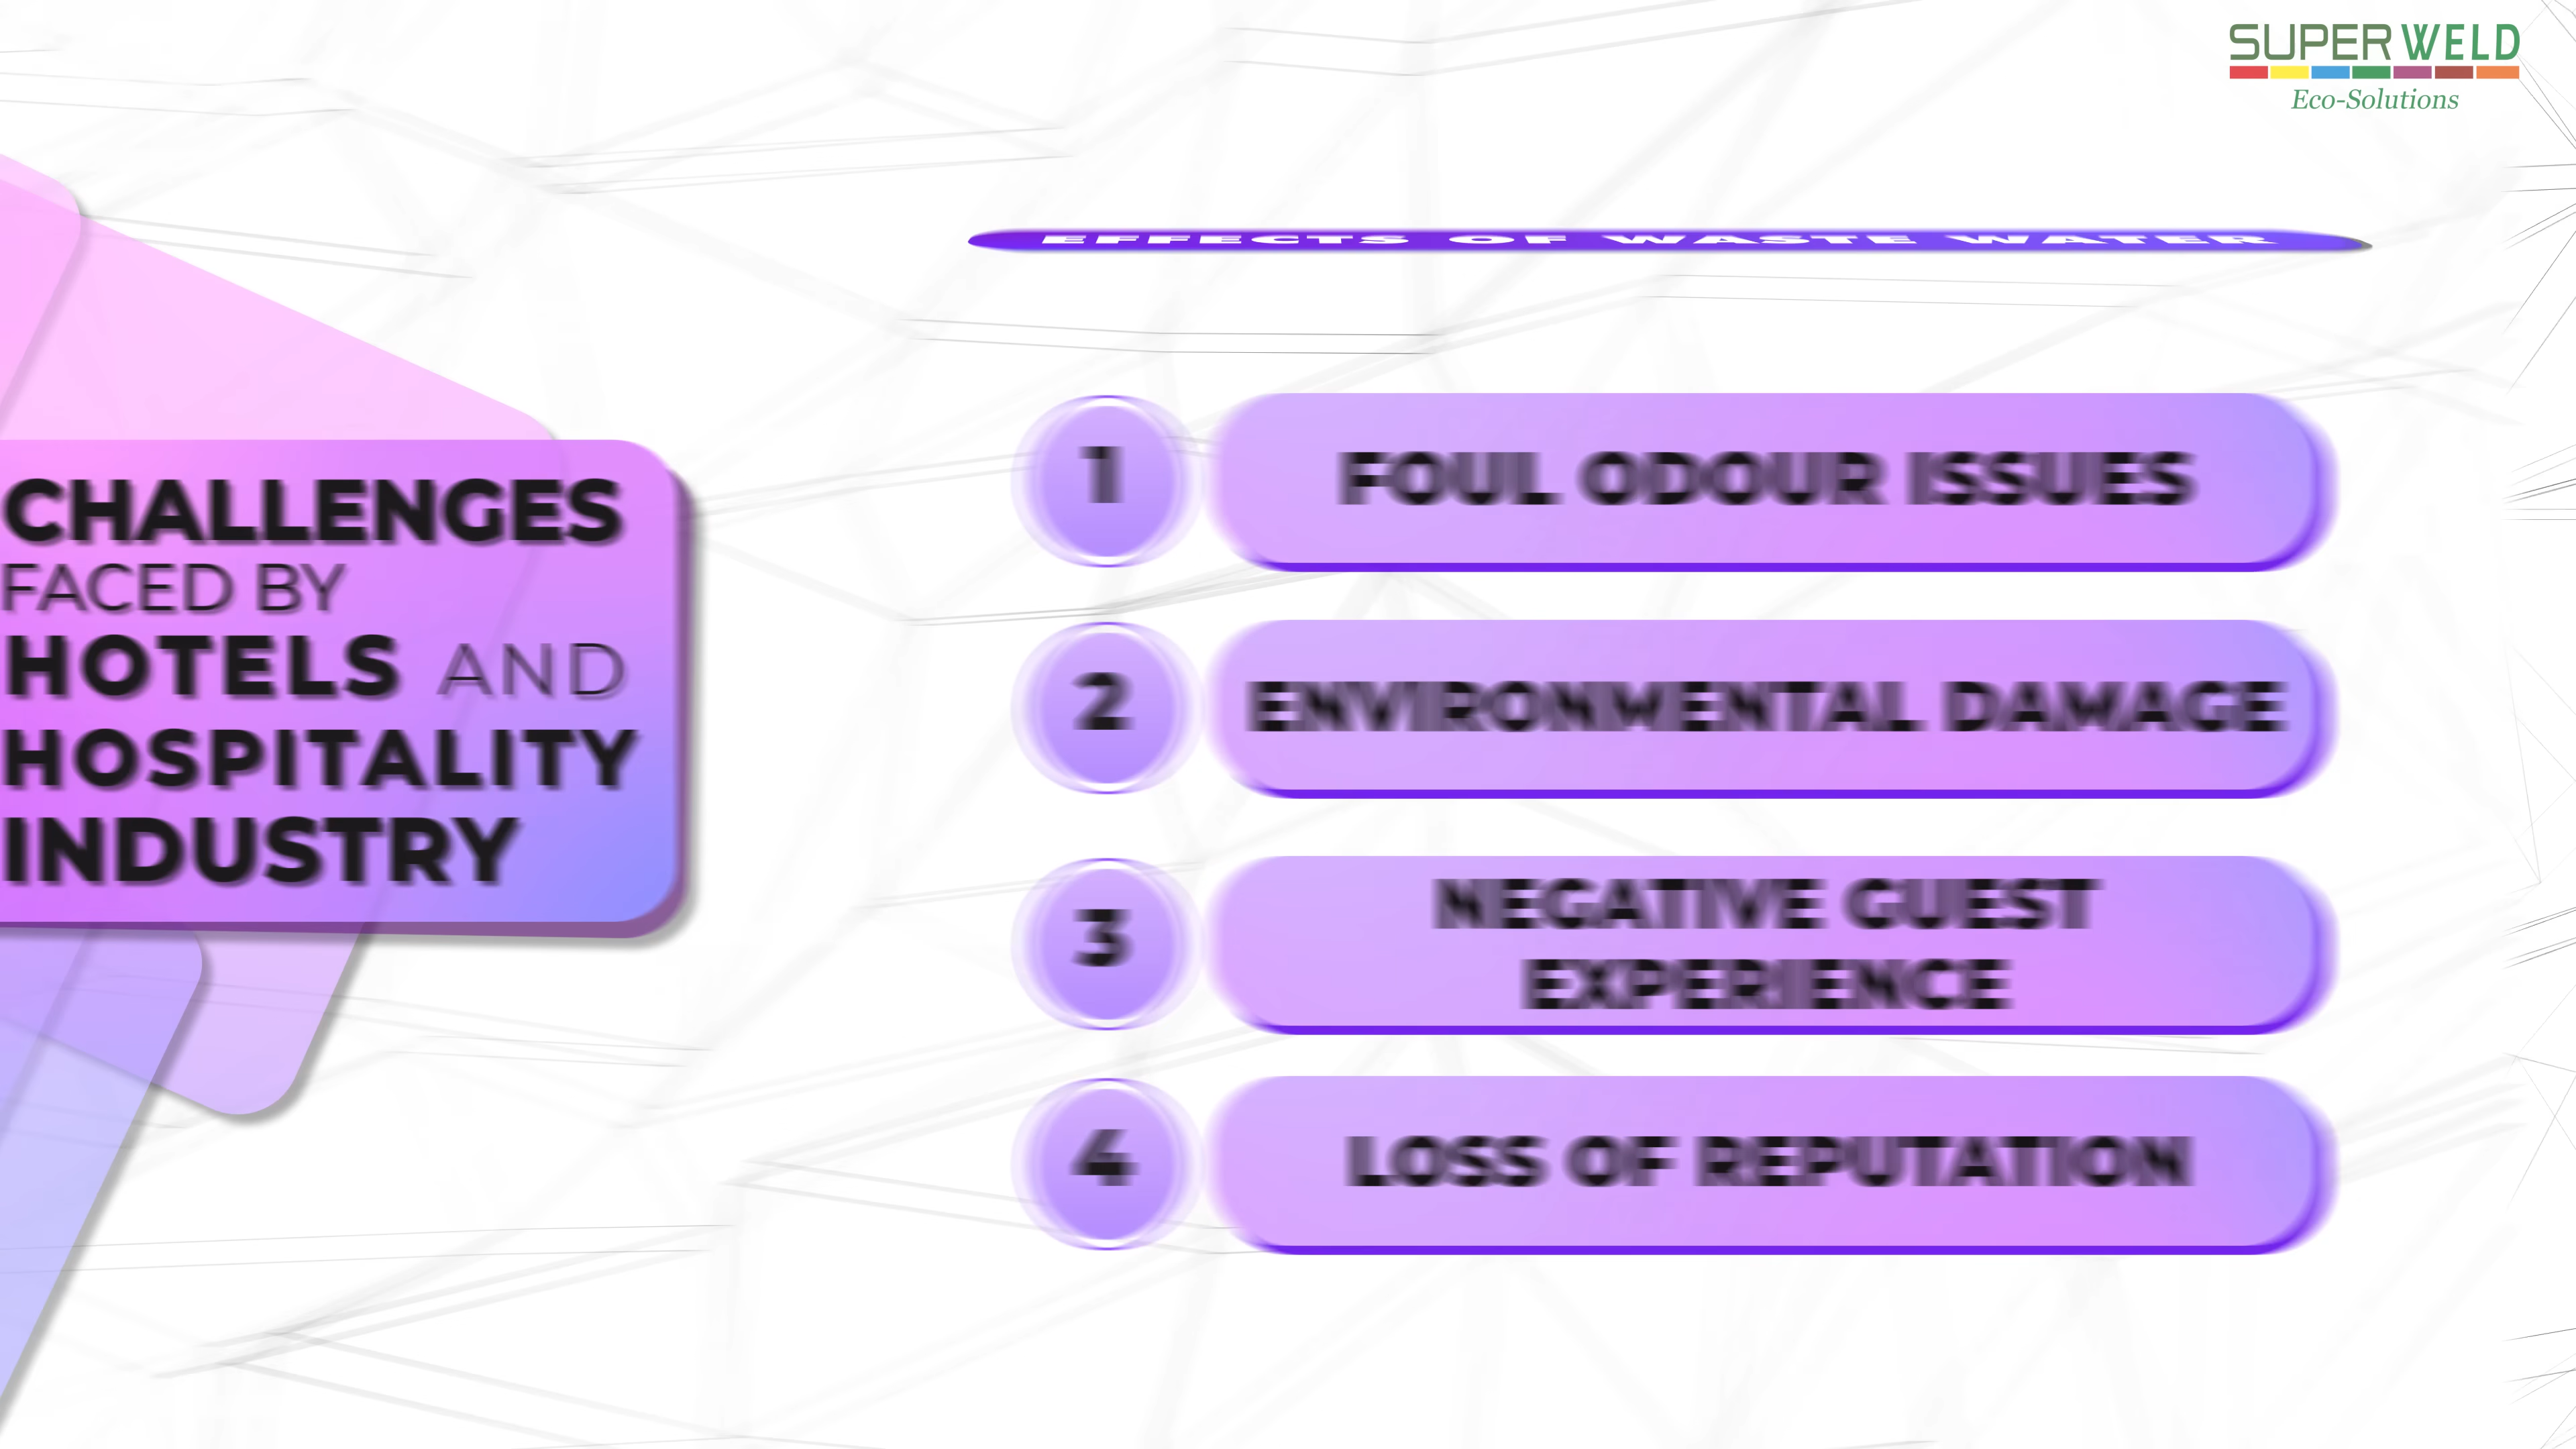 SUPER WELD
Eco-Solutions
EFFECTS OF WASTE WATER
CHALLENGES
FACED BY
HOTELS AND
HOSPITALITY
INDUSTRY
1 FOUL ODOUR ISSUES
2 ENVIRONMENTAL DAMAGE
3 NEGATIVE GUEST
EXPERIENCE
4 LOSS OF REPUTATION